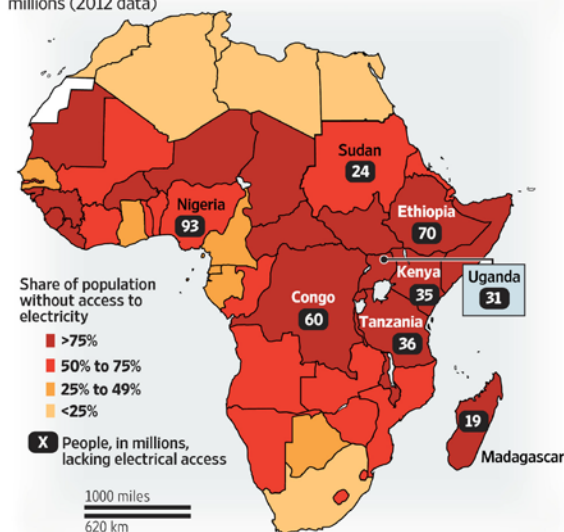 millions (2012 data)
Sudan
24
Nigeria
93
Ethiopia
70
Kenya
35
Uganda
31
Congo
60
Tanzania
36
19
Madagascar
Share of population
without access to
electricity
>75%
50% to 75%
25% to 49%
<25%
X People, in millions,
lacking electrical access
1000 miles
620 km